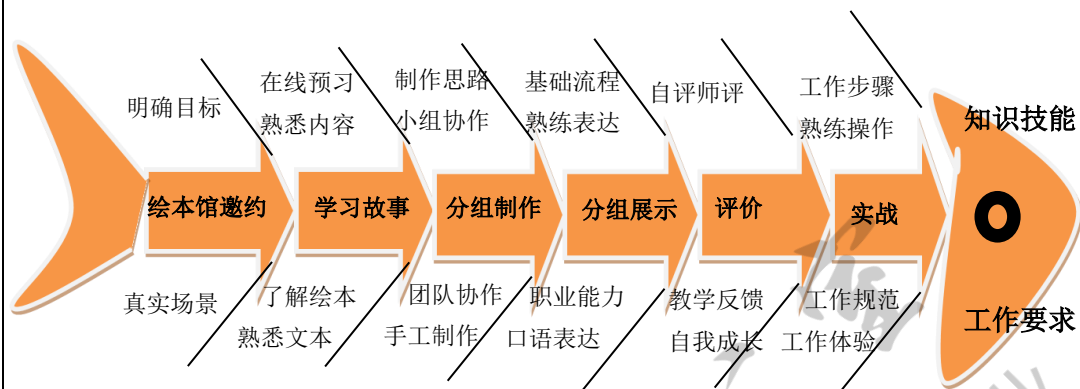 明确目标
在线预习
熟悉内容
制作思路
小组协作
基础流程
熟练表达
自评师评
工作步骤
熟练操作
知识技能
绘本馆邀约
学习故事
分组制作
分组展示
评价
实战
真实场景
了解绘本
熟悉文本
团队协作
手工制作
职业能力
口语表达
教学反馈
自我成长
工作规范
工作体验
工作要求